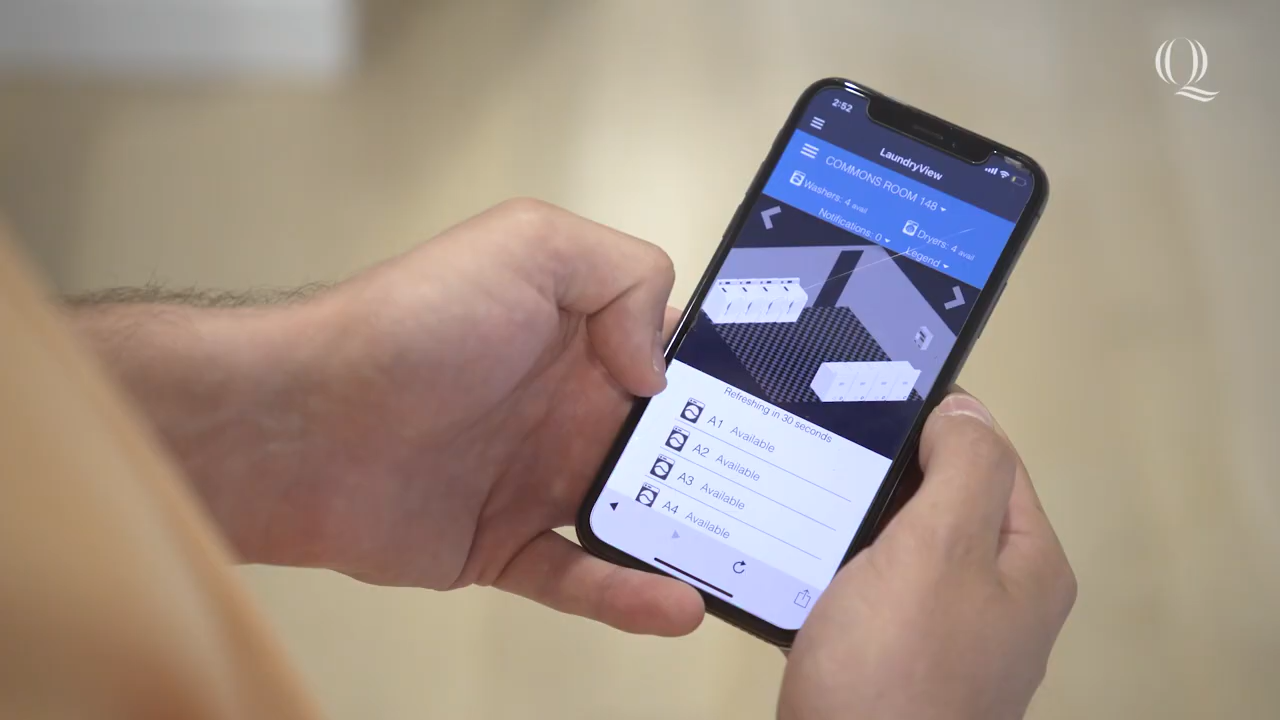 Q
2:52
LaundryView
COMMONS ROOM 148
Washers: 4 avail
Dryers: 4 avail
Notifications: 0
Legend
Refreshing in 30 seconds
A1 Available
A2 Available
A3 Available
A4 Available